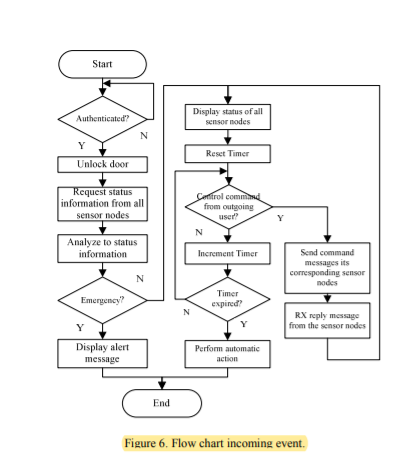 Start
Authenticated?
N
Y
Unlock door
Request status
information from all
sensor nodes
Analyze to status
information
N
Emergency?
Y
Display alert
message
Display status of all
sensor nodes
Reset Timer
Control command
from outgoing
user?
Y
N
Increment Timer
Timer
expired?
N
Y
Perform automatic
action
Send command
messages its
corresponding sensor
nodes
RX reply message
from the sensor nodes
End
Figure 6. Flow chart incoming event.